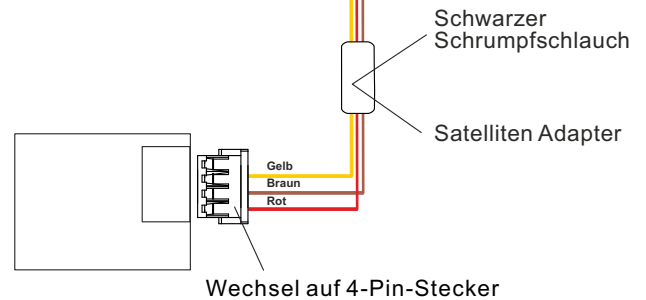 Schwarzer
Schrumpfschlauch
Satelliten Adapter
Gelb
Braun
Rot
Wechsel auf 4-Pin-Stecker